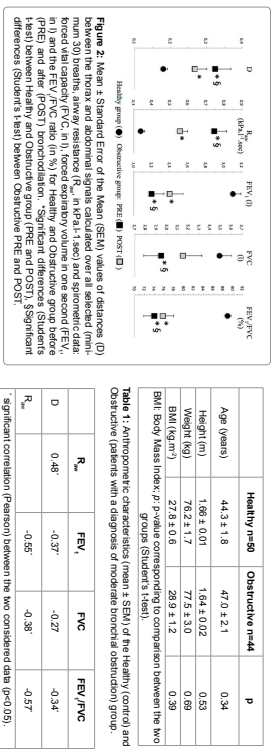 D
R_aw
(kPa.l-1.sec)
FEV₁ (l)
FVC
(l)
FEV₁/FVC
(%)
* §
*
* §
*
*
* §
* §
*
* §
Healthy group (●) Obstructive group: PRE (■) POST (□)
Figure 2: Mean ± Standard Error of the Mean (SEM) values of distances (D)
between the thorax and abdominal signals calculated over all selected (mini-
mum 30) breaths, airway resistance (R_aw in kPa.l-1.sec) and spirometric data:
forced vital capacity (FVC, in l), forced expiratory volume in one second (FEV₁,
in l) and the FEV₁/FVC ratio (in %) for Healthy and Obstructive group before
(PRE) and after (POST) bronchodilation. *Significant differences (Student's
t-test) between Healthy and Obstructive group (PRE and POST). §Significant
differences (Student's t-test) between Obstructive PRE and POST.
Healthy n=50 Obstructive n=44 p
Age (years) 44.3 ± 1.8 47.0 ± 2.1 0.34
Height (m) 1.66 ± 0.01 1.64 ± 0.02 0.53
Weight (kg) 76.2 ± 1.7 77.5 ± 3.0 0.69
BMI (kg.m⁻²) 27.8 ± 0.6 28.9 ± 1.2 0.39
BMI: Body Mass Index; p: p-value corresponding to comparison between the two
groups (Student's t-test).
Table 1: Anthropometric characteristics (mean ± SEM) of the Healthy (control) and
Obstructive (patients with a diagnosis of moderate bronchial obstruction) group.
R_aw FEV₁ FVC FEV₁/FVC
D 0.48* -0.37* -0.27 -0.34*
R_aw -0.55* -0.38* -0.57*
* significant correlation (Pearson) between the two considered data (p<0.05).